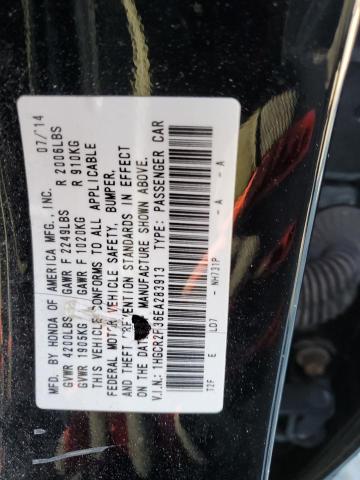 MFD. BY HONDA OF AMERICA MFG., INC. 07/14
GVWR 4200LBS GAWR F 2249LBS R 2006LBS
GVWR 1905KG GAWR F 1020KG R 910KG
THIS VEHICLE CONFORMS TO ALL APPLICABLE
FEDERAL MOTOR VEHICLE SAFETY, BUMPER,
AND THEFT PREVENTION STANDARDS IN EFFECT
ON THE DATE MANUFACTURE SHOWN ABOVE.
V.I.N.: 1HGCR2F36EA283913 TYPE: PASSENGER CAR
T2F E LD7 - NH731P - A - A